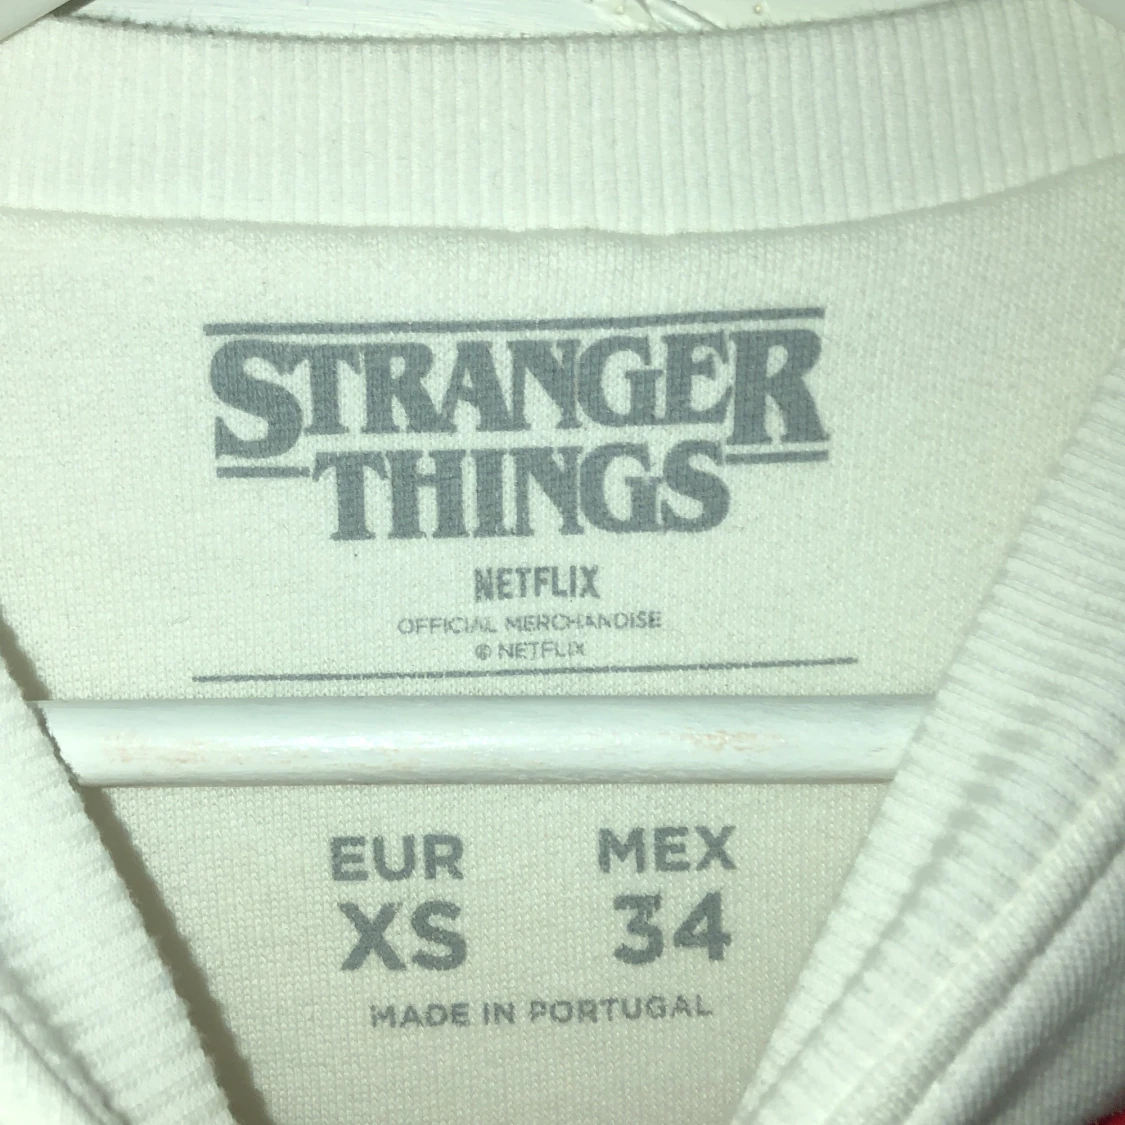 STRANGER
THINGS
NETFLIX
OFFICIAL MERCHANDISE
© NETFLIX
EUR MEX
XS 34
MADE IN PORTUGAL